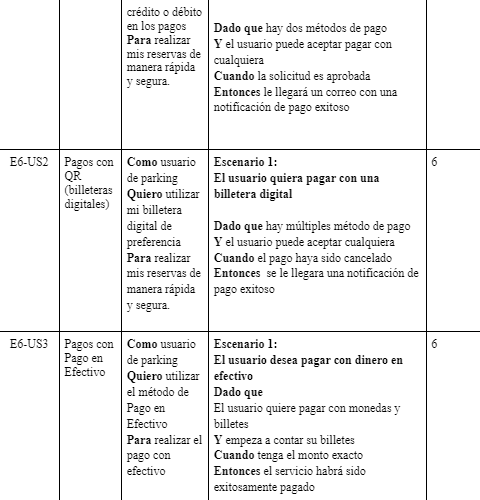 crédito o débito
en los pagos
Para realizar
mis reservas de
manera rápida
y segura.
Dado que hay dos métodos de pago
Y el usuario puede aceptar pagar con
cualquiera
Cuando la solicitud es aprobada
Entonces le llegará un correo con una
notificación de pago exitoso
E6-US2
Pagos con
QR
(billeteras
digitales)
Como usuario
de parking
Quiero utilizar
mi billetera
digital de
preferencia
Para realizar
mis reservas de
manera rápida
y segura.
Escenario 1:
El usuario quiera pagar con una
billetera digital
Dado que hay múltiples método de pago
Y el usuario puede aceptar cualquiera
Cuando el pago haya sido cancelado
Entonces se le llegara una notificación de
pago exitoso
6
E6-US3
Pagos con
Pago en
Efectivo
Como usuario
de parking
Quiero utilizar
el método de
Pago en
Efectivo
Para realizar el
pago con
efectivo
Escenario 1:
El usuario desea pagar con dinero en
efectivo
Dado que
El usuario quiere pagar con monedas y
billetes
Y empeza a contar su billetes
Cuando tenga el monto exacto
Entonces el servicio habrá sido
exitosamente pagado
6